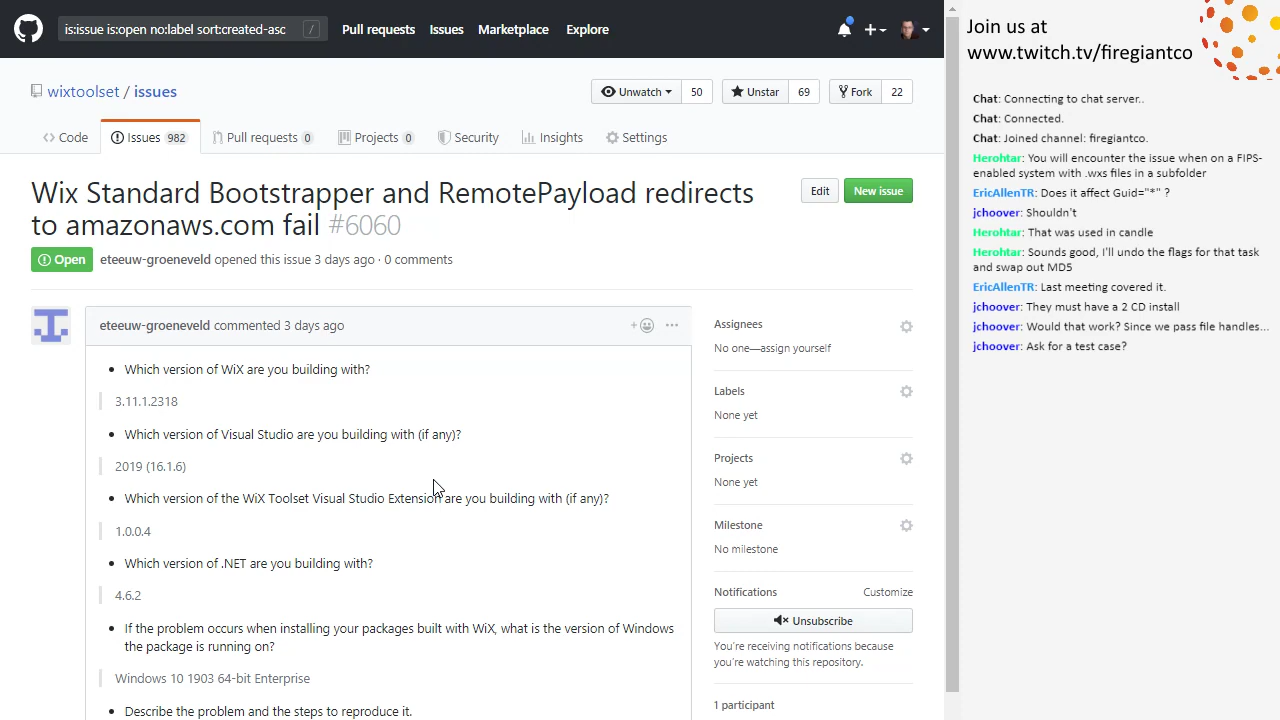 is:issue is:open no:label sort:created-asc
/
Pull requests Issues Marketplace Explore
wixtoolset / issues
Unwatch 50 Unstar 69 Fork 22
Code Issues 982 Pull requests 0 Projects 0 Security Insights Settings
Wix Standard Bootstrapper and RemotePayload redirects
to amazonaws.com fail #6060
Edit New issue
Open eteeuw-groeneveld opened this issue 3 days ago · 0 comments
eteeuw-groeneveld commented 3 days ago
• Which version of WiX are you building with?
3.11.1.2318
• Which version of Visual Studio are you building with (if any)?
2019 (16.1.6)
• Which version of the WiX Toolset Visual Studio Extension are you building with (if any)?
1.0.0.4
• Which version of .NET are you building with?
4.6.2
• If the problem occurs when installing your packages built with WiX, what is the version of Windows
the package is running on?
Windows 10 1903 64-bit Enterprise
• Describe the problem and the steps to reproduce it.
Assignees
No one—assign yourself
Labels
None yet
Projects
None yet
Milestone
No milestone
Notifications Customize
Unsubscribe
You're receiving notifications because
you're watching this repository.
1 participant
Join us at
www.twitch.tv/firegiantco
Chat: Connecting to chat server..
Chat: Connected.
Chat: Joined channel: firegiantco.
Herohtar: You will encounter the issue when on a FIPS-
enabled system with .wxs files in a subfolder
EricAllenTR: Does it affect Guid="*" ?
jchoover: Shouldn't
Herohtar: That was used in candle
Herohtar: Sounds good, I'll undo the flags for that task
and swap out MD5
EricAllenTR: Last meeting covered it.
jchoover: They must have a 2 CD install
jchoover: Would that work? Since we pass file handles...
jchoover: Ask for a test case?